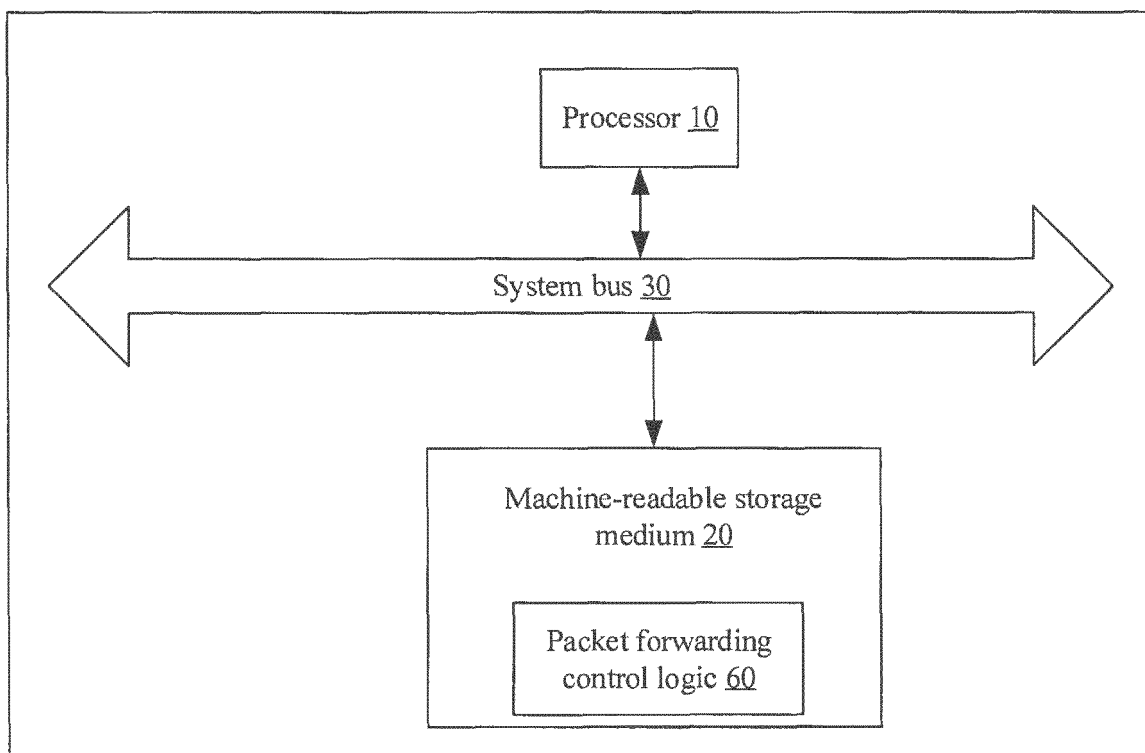 Processor 10
System bus 30
Machine-readable storage
medium 20
Packet forwarding
control logic 60